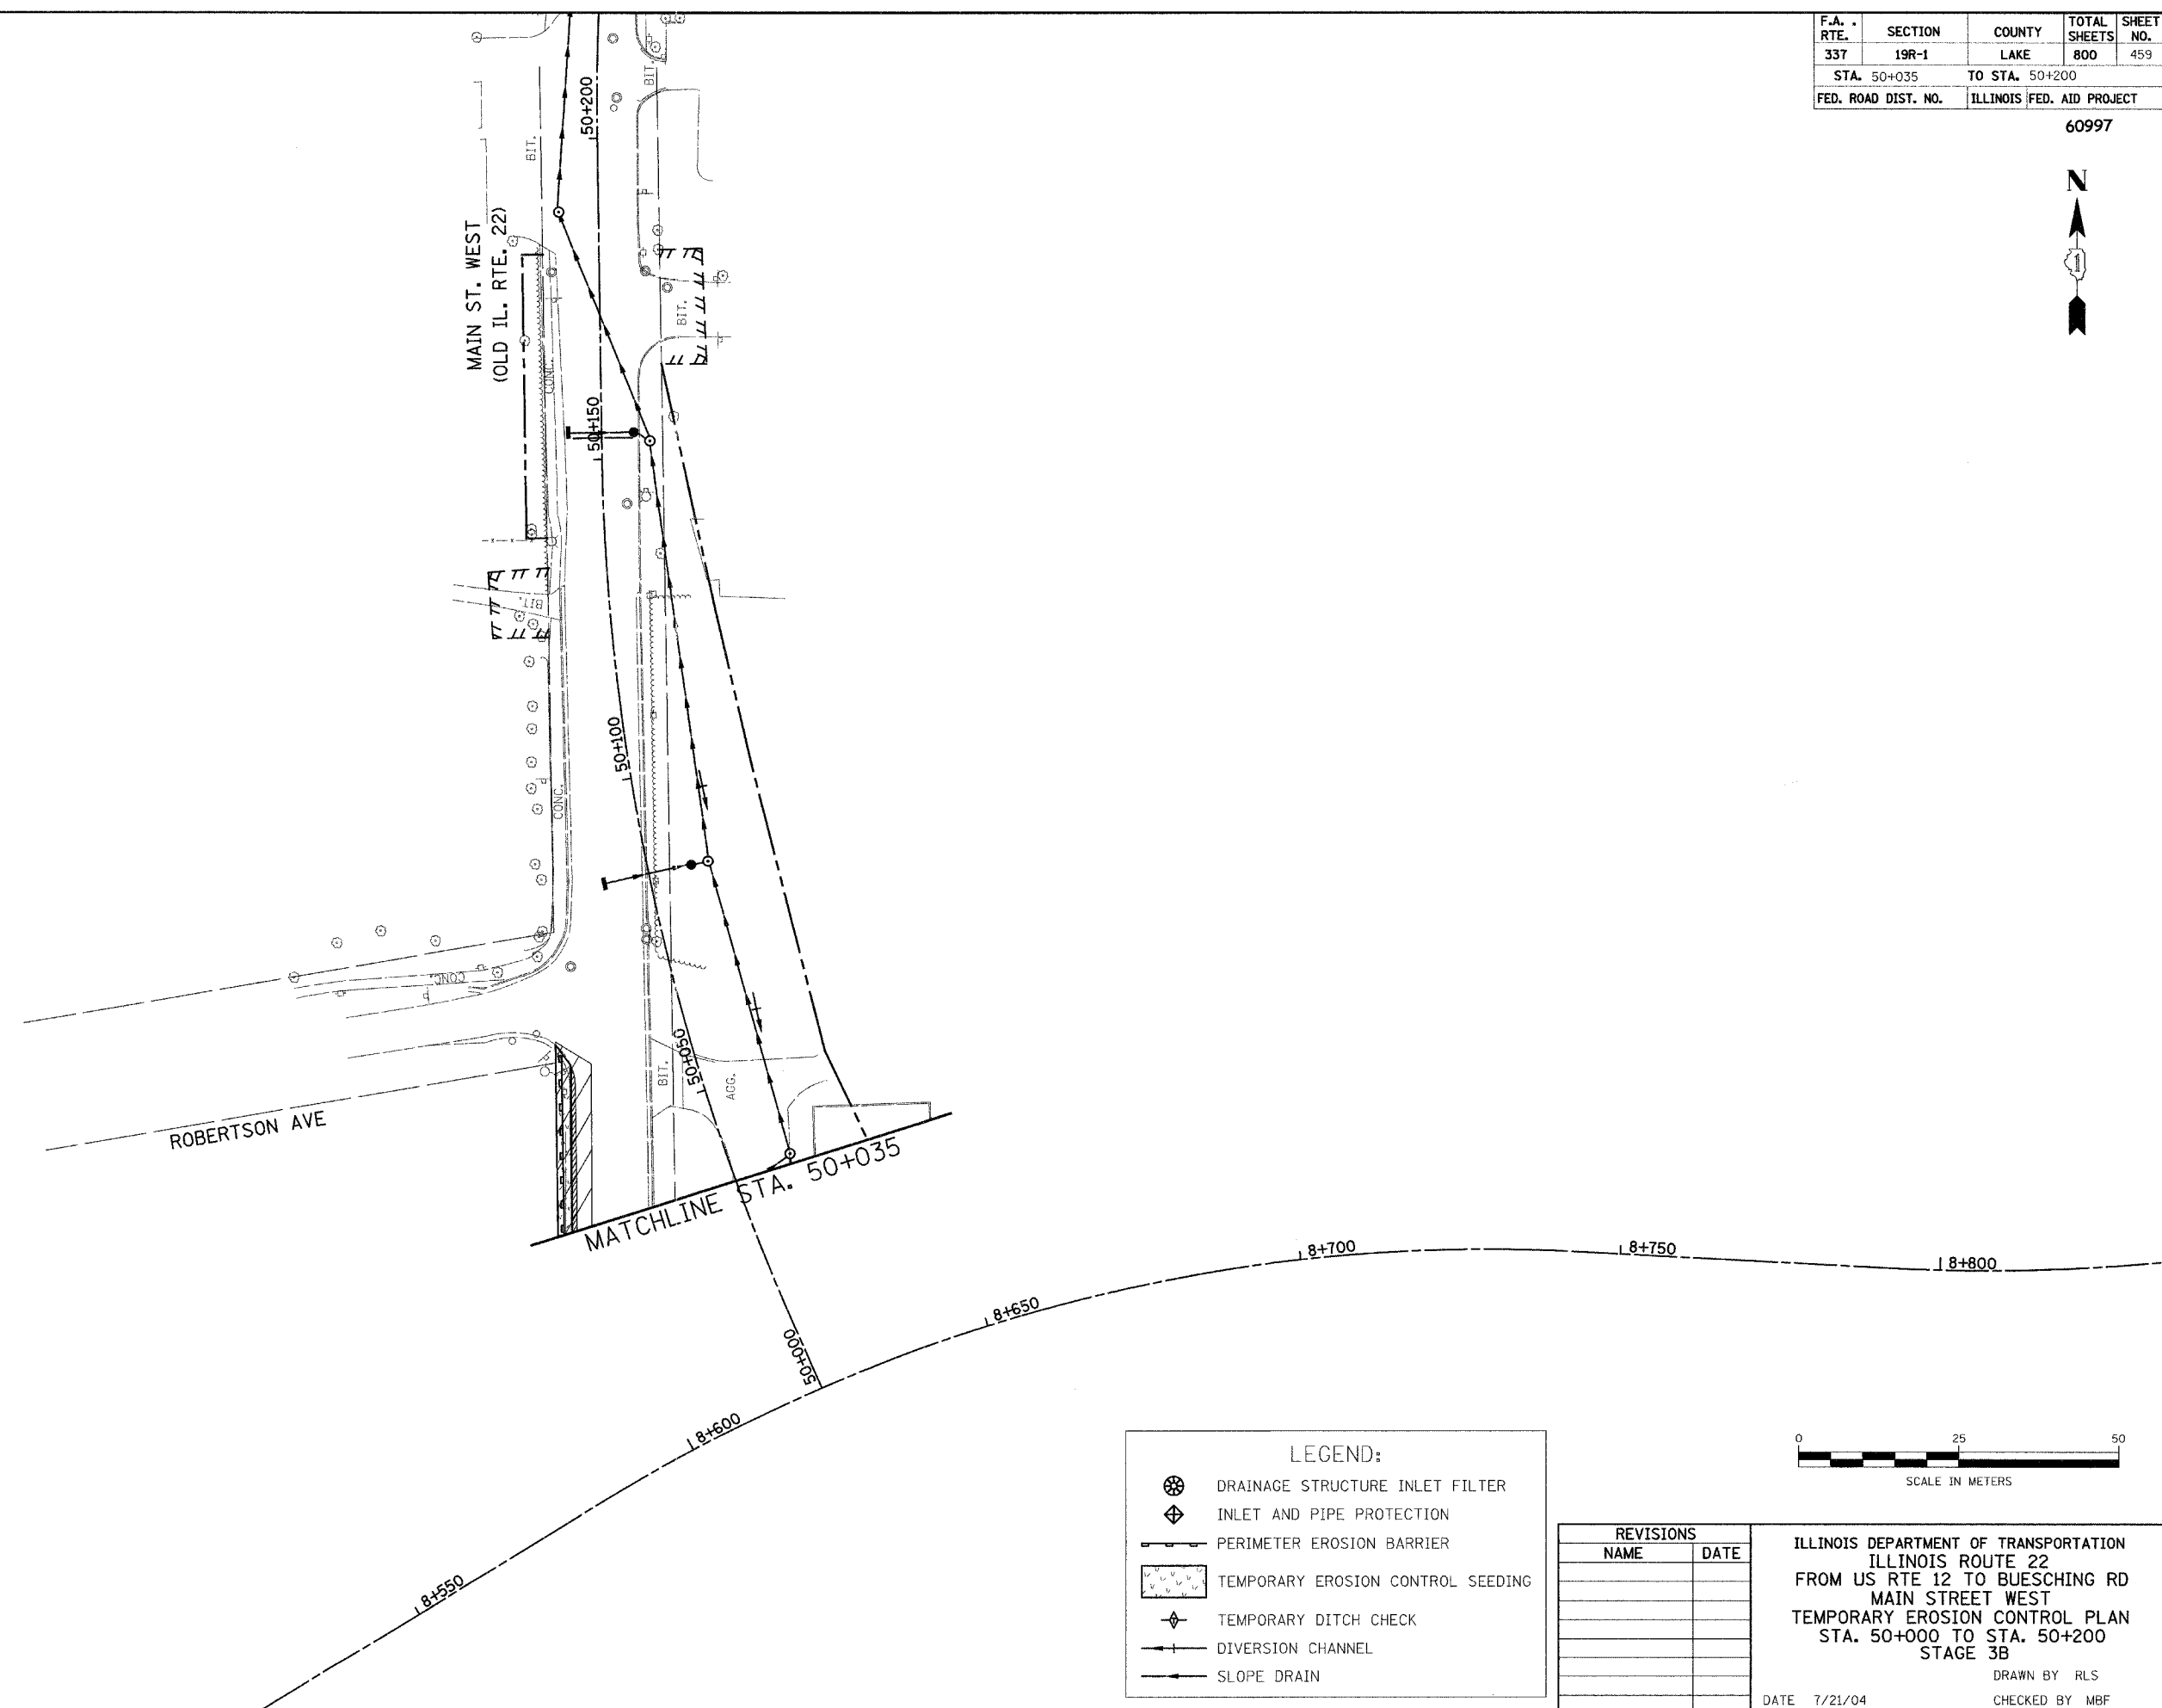 F.A. RTE.
SECTION
COUNTY
TOTAL SHEETS
SHEET NO.
337
19R-1
LAKE
800
459
STA. 50+035 TO STA. 50+200
FED. ROAD DIST. NO.
ILLINOIS
FED. AID PROJECT
60997
N
MAIN ST. WEST
(OLD IL. RTE. 22)
BIT.
BIT.
50+200
BIT.
CONC.
50+150
BIT.
50+100
CONC.
CONC.
50+050
BIT.
AGG.
ROBERTSON AVE
MATCHLINE STA. 50+035
50+000
8+550
8+600
8+650
8+700
8+750
8+800
LEGEND:
DRAINAGE STRUCTURE INLET FILTER
INLET AND PIPE PROTECTION
PERIMETER EROSION BARRIER
TEMPORARY EROSION CONTROL SEEDING
TEMPORARY DITCH CHECK
DIVERSION CHANNEL
SLOPE DRAIN
0 25 50
SCALE IN METERS
REVISIONS
NAME DATE
ILLINOIS DEPARTMENT OF TRANSPORTATION
ILLINOIS ROUTE 22
FROM US RTE 12 TO BUESCHING RD
MAIN STREET WEST
TEMPORARY EROSION CONTROL PLAN
STA. 50+000 TO STA. 50+200
STAGE 3B
DRAWN BY RLS
DATE 7/21/04
CHECKED BY MBF